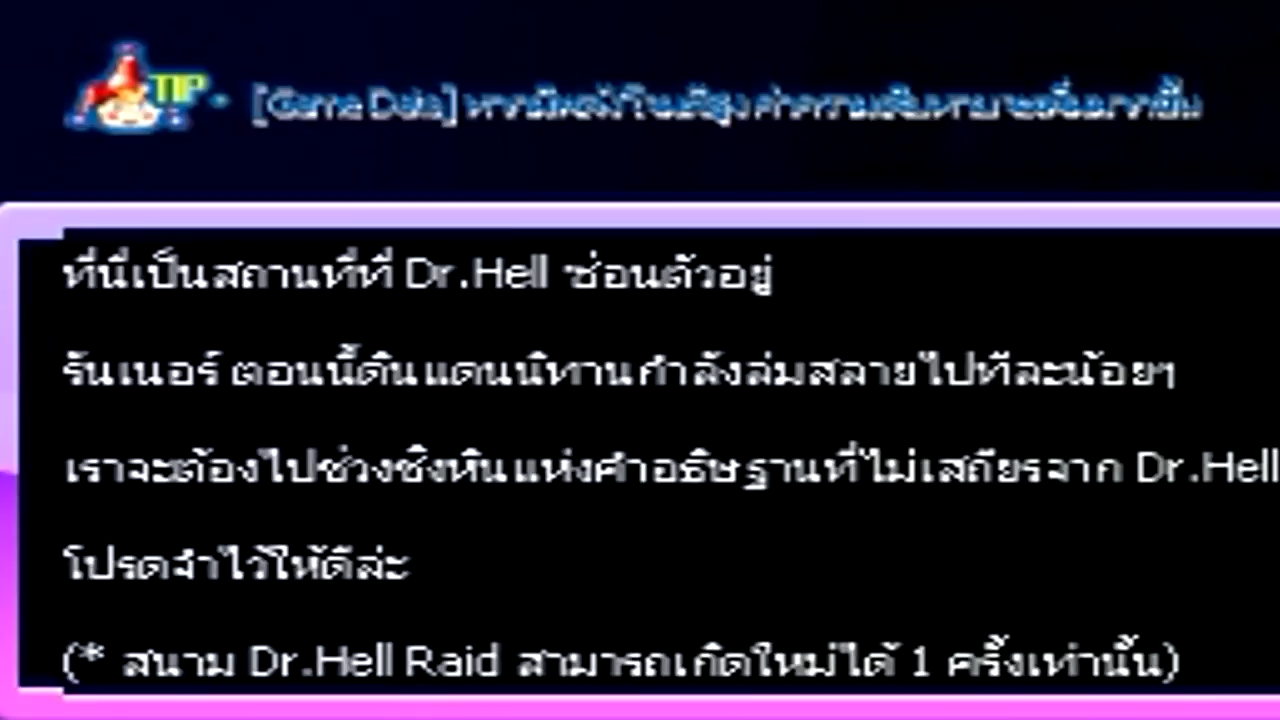 TIP
[Game Data]
ที่นี่เป็นสถานที่ที่ Dr.Hell ซ่อนตัวอยู่
รันเนอร์ ตอนนี้ดินแดนนิทานกำลังล่มสลายไปทีละน้อยๆ
เราจะต้องไปช่วงชิงหินแห่งคำอธิษฐานที่ไม่เสถียรจาก Dr.Hell
โปรดจำไว้ให้ดีล่ะ
(* สนาม Dr.Hell Raid สามารถเกิดใหม่ได้ 1 ครั้งเท่านั้น)